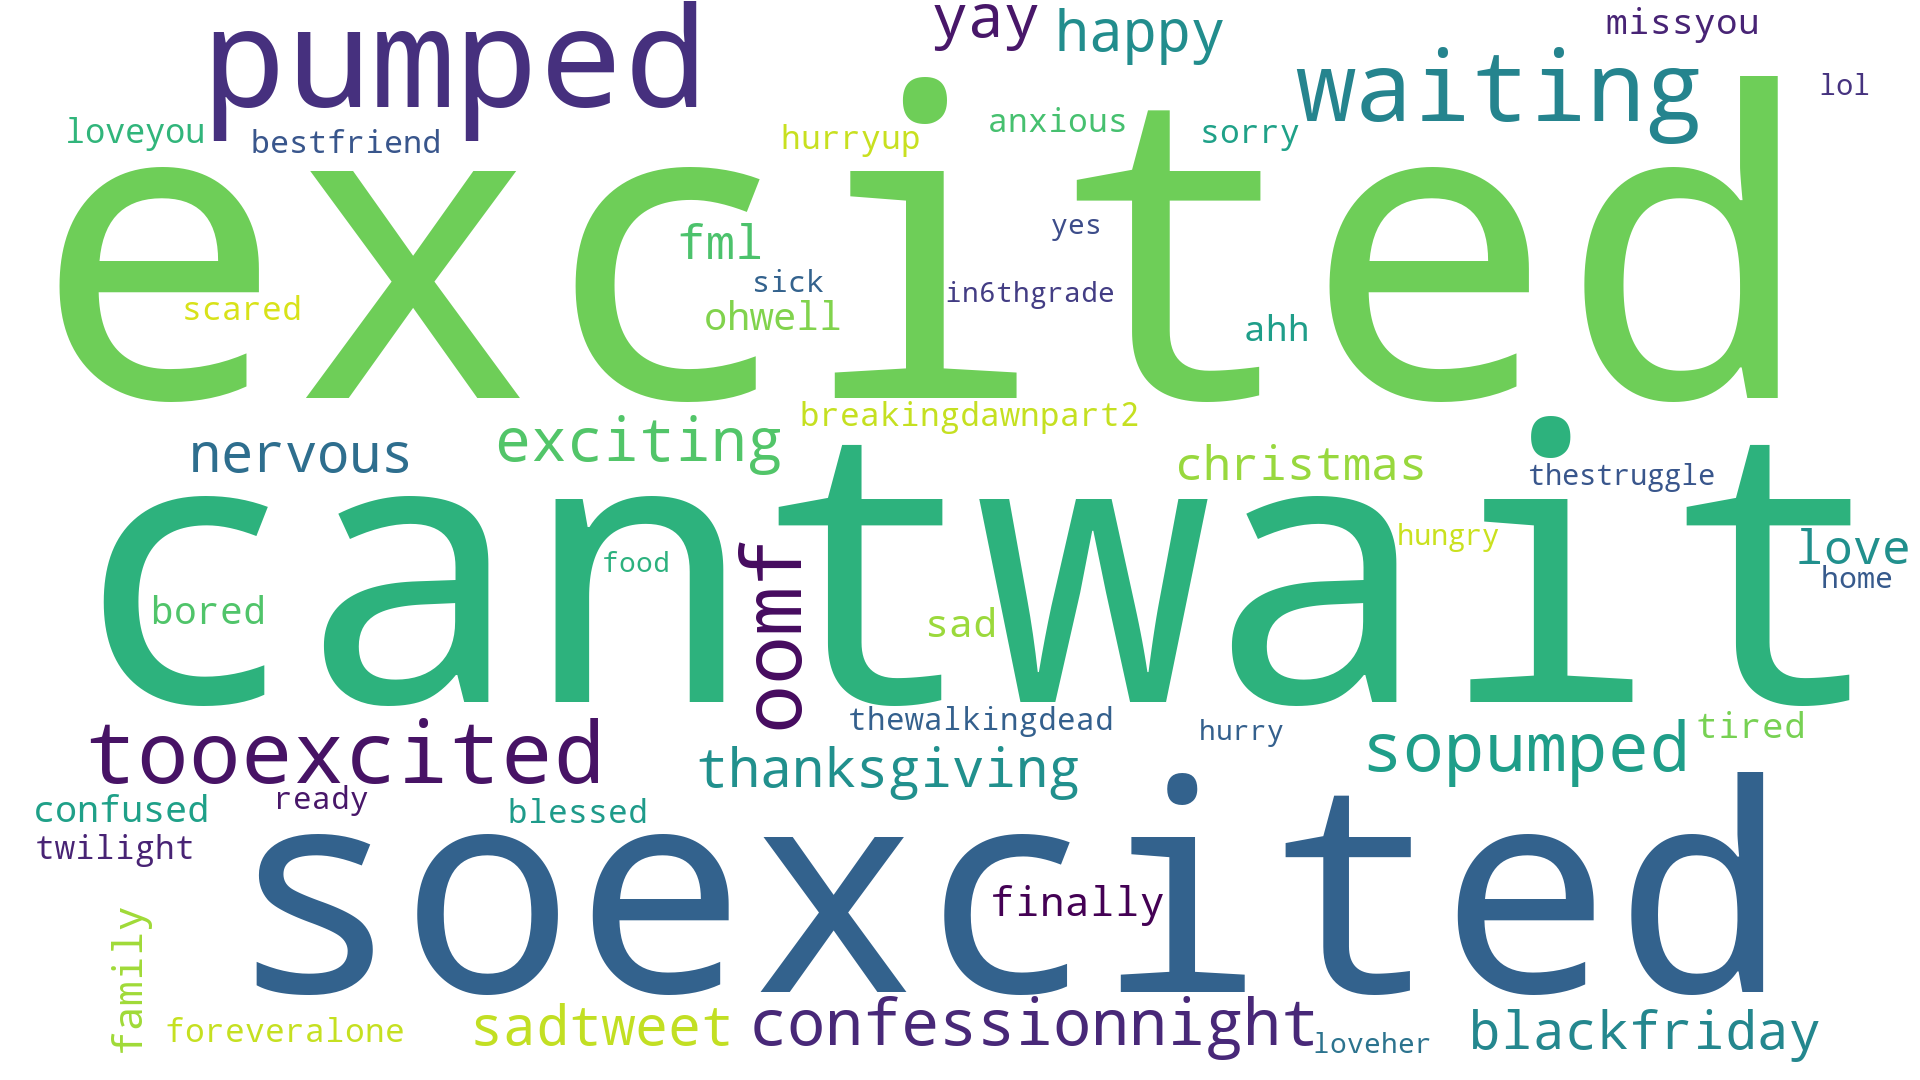 pumped
yay
happy
missyou
waiting
lol
loveyou
bestfriend
hurryup
anxious
sorry
excited
fml
yes
sick
in6thgrade
scared
ohwell
ahh
breakingdawnpart2
nervous
exciting
christmas
thestruggle
cantwait
hungry
love
food
home
bored
oomf
sad
thewalkingdead
hurry
tired
tooexcited
thanksgiving
sopumped
confused
ready
blessed
twilight
soexcited
finally
family
foreveralone
sadtweet
confessionnight
loveher
blackfriday